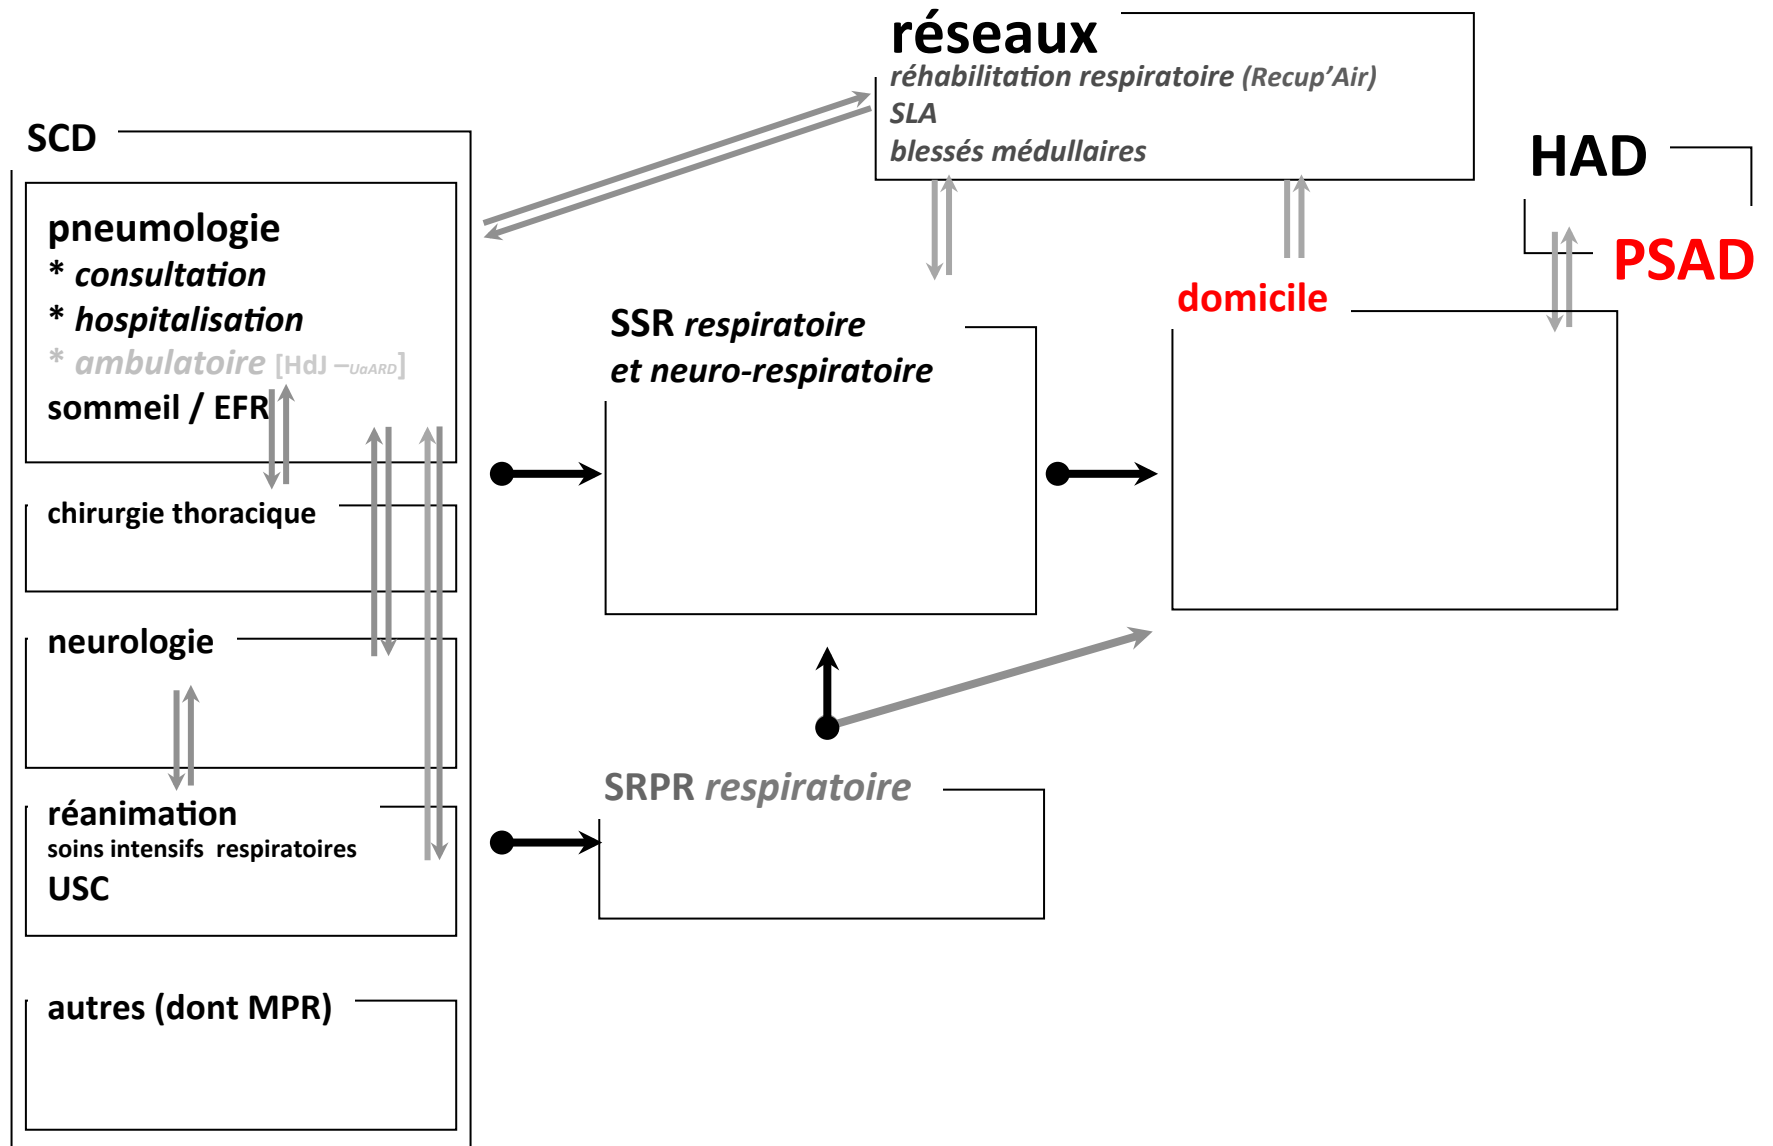 réseaux
réhabilitation respiratoire (Recup’Air)
SLA
blessés médullaires
SCD
pneumologie
* consultation
* hospitalisation
* ambulatoire [HdJ –UaARD]
sommeil / EFR
chirurgie thoracique
neurologie
réanimation
soins intensifs respiratoires
USC
autres (dont MPR)
SSR respiratoire
et neuro-respiratoire
SRPR respiratoire
domicile
HAD
PSAD